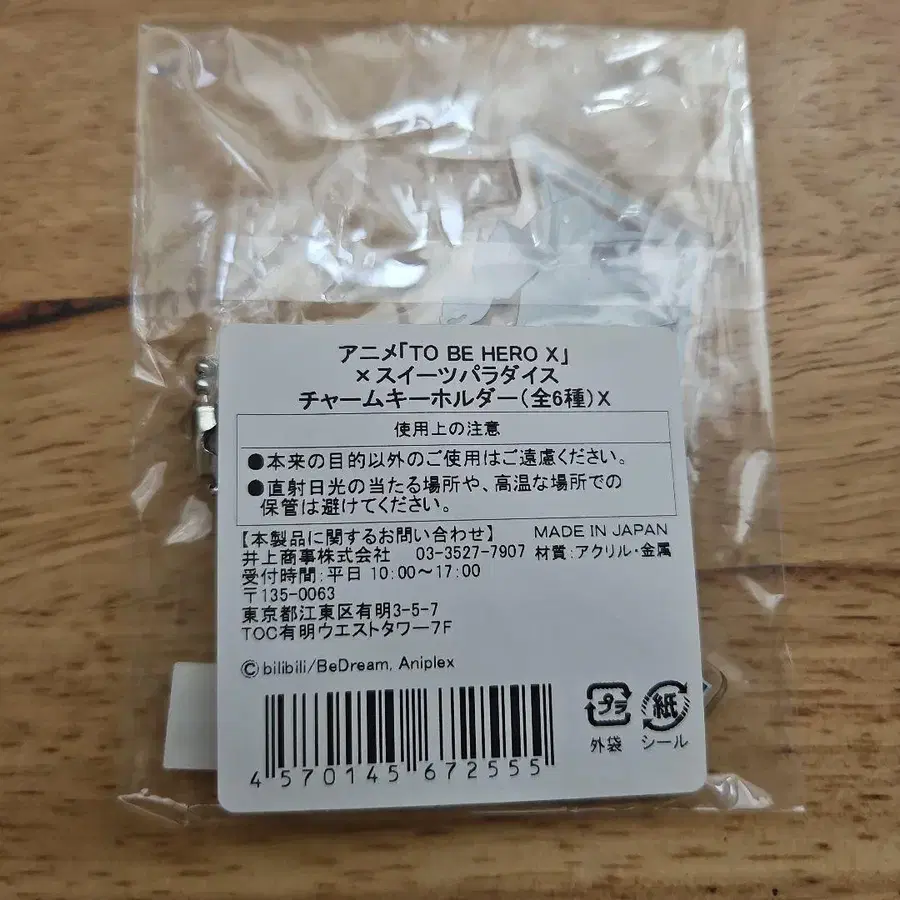 アニメ「TO BE HERO X」
×スイーツパラダイス
チャームキーホルダー(全6種)X
使用上の注意
●本来の目的以外のご使用はご遠慮ください。
●直射日光の当たる場所や、高温な場所での
保管は避けてください。
【本製品に関するお問い合わせ】 MADE IN JAPAN
井上商事株式会社 03-3527-7907 材質:アクリル・金属
受付時間:平日 10:00～17:00
〒135-0063
東京都江東区有明3-5-7
TOC有明ウエストタワー7F
©bilibili/BeDream, Aniplex
プラ 紙
外袋 シール
4 570145 672555